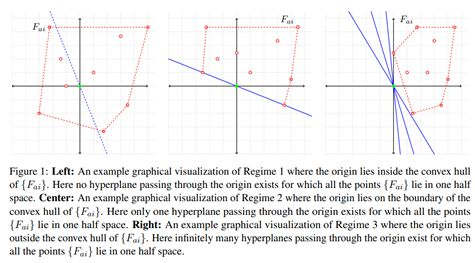 F_{ai} F_{ai} F_{ai}
Figure 1: Left: An example graphical visualization of Regime 1 where the origin lies inside the convex hull
of {F_{ai}}. Here no hyperplane passing through the origin exists for which all the points {F_{ai}} lie in one half
space. Center: An example graphical visualization of Regime 2 where the origin lies on the boundary of the
convex hull of {F_{ai}}. Here only one hyperplane passing through the origin exists for which all the points
{F_{ai}} lie in one half space. Right: An example graphical visualization of Regime 3 where the origin lies
outside the convex hull of {F_{ai}}. Here infinitely many hyperplanes passing through the origin exist for which
all the points {F_{ai}} lie in one half space.